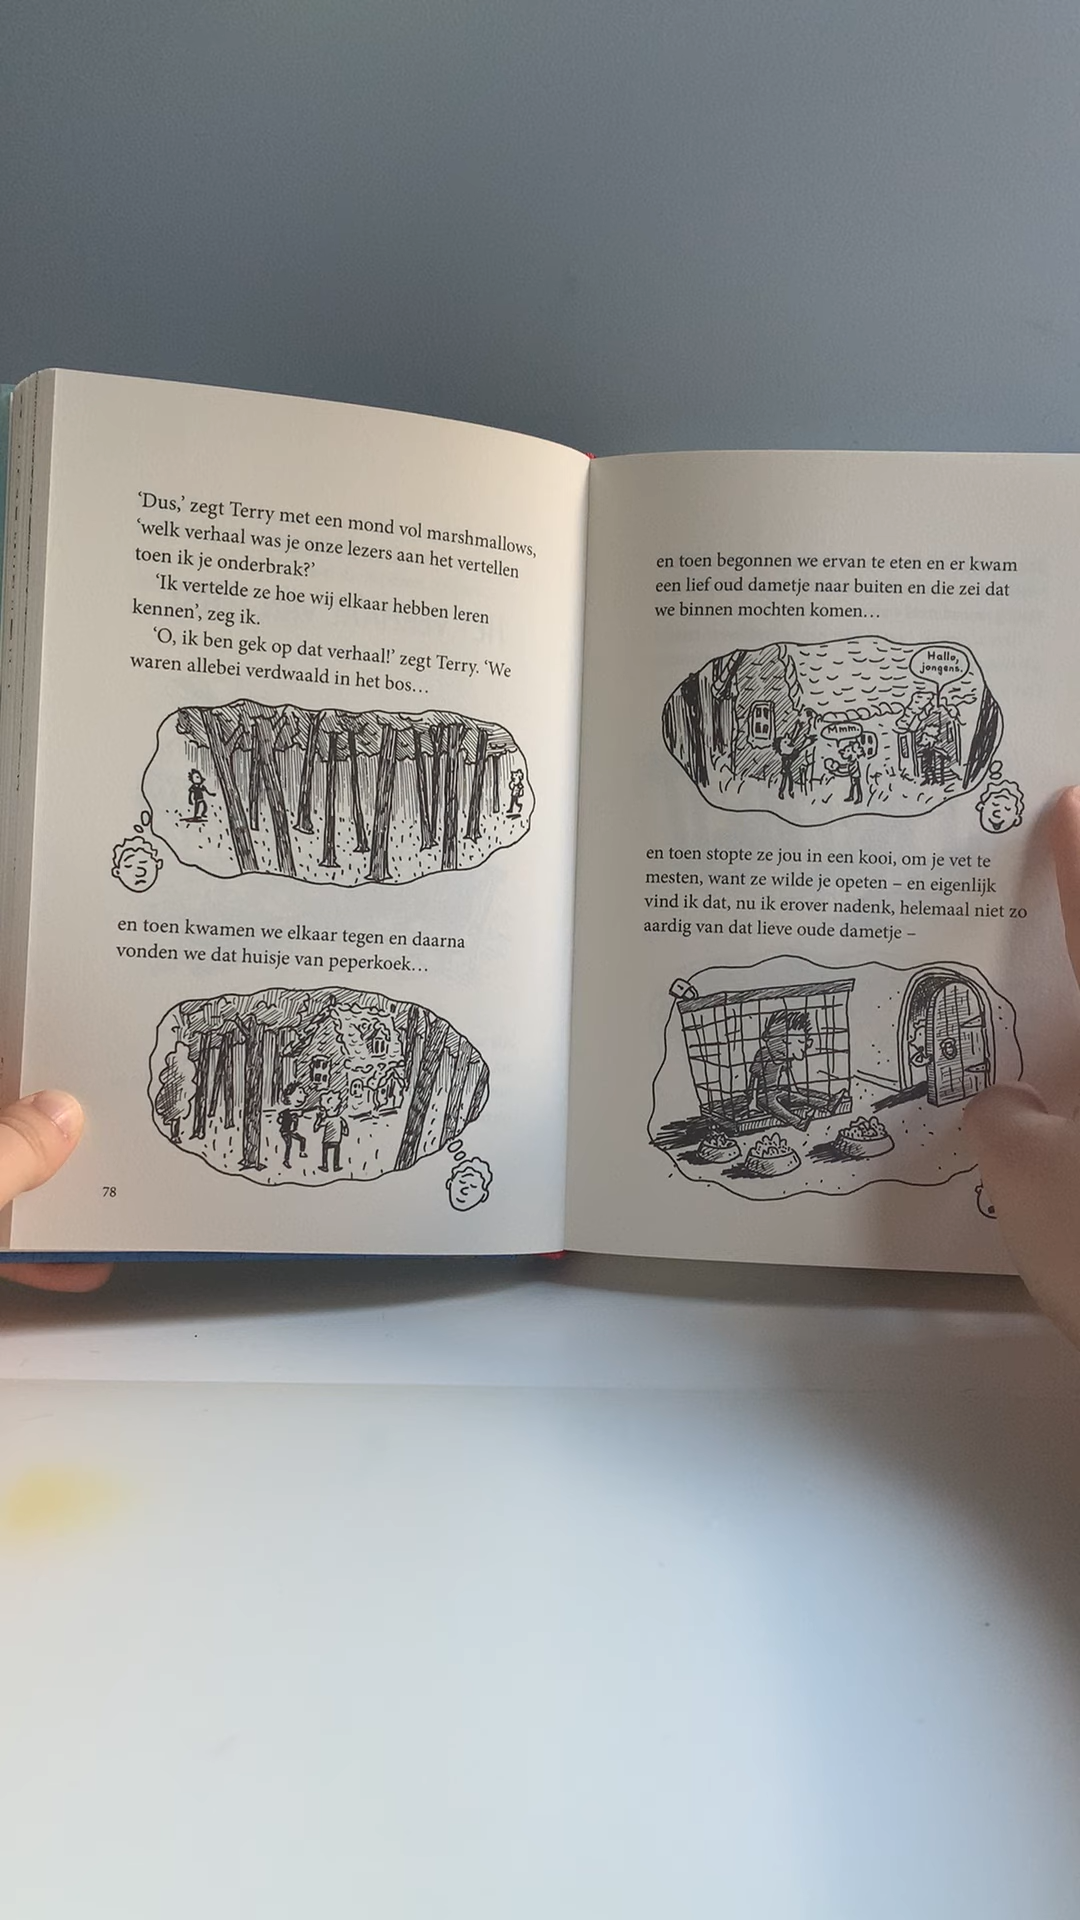 ‘Dus,’ zegt Terry met een mond vol marshmallows,
‘welk verhaal was je onze lezers aan het vertellen
toen ik je onderbrak?’
‘Ik vertelde ze hoe wij elkaar hebben leren
kennen’, zeg ik.
‘O, ik ben gek op dat verhaal!’ zegt Terry. ‘We
waren allebei verdwaald in het bos…
en toen kwamen we elkaar tegen en daarna
vonden we dat huisje van peperkoek…
78
en toen begonnen we ervan te eten en er kwam
een lief oud dametje naar buiten en die zei dat
we binnen mochten komen…
Hallo,
jongens.
Mmm.
en toen stopte ze jou in een kooi, om je vet te
mesten, want ze wilde je opeten – en eigenlijk
vind ik dat, nu ik erover nadenk, helemaal niet zo
aardig van dat lieve oude dametje –